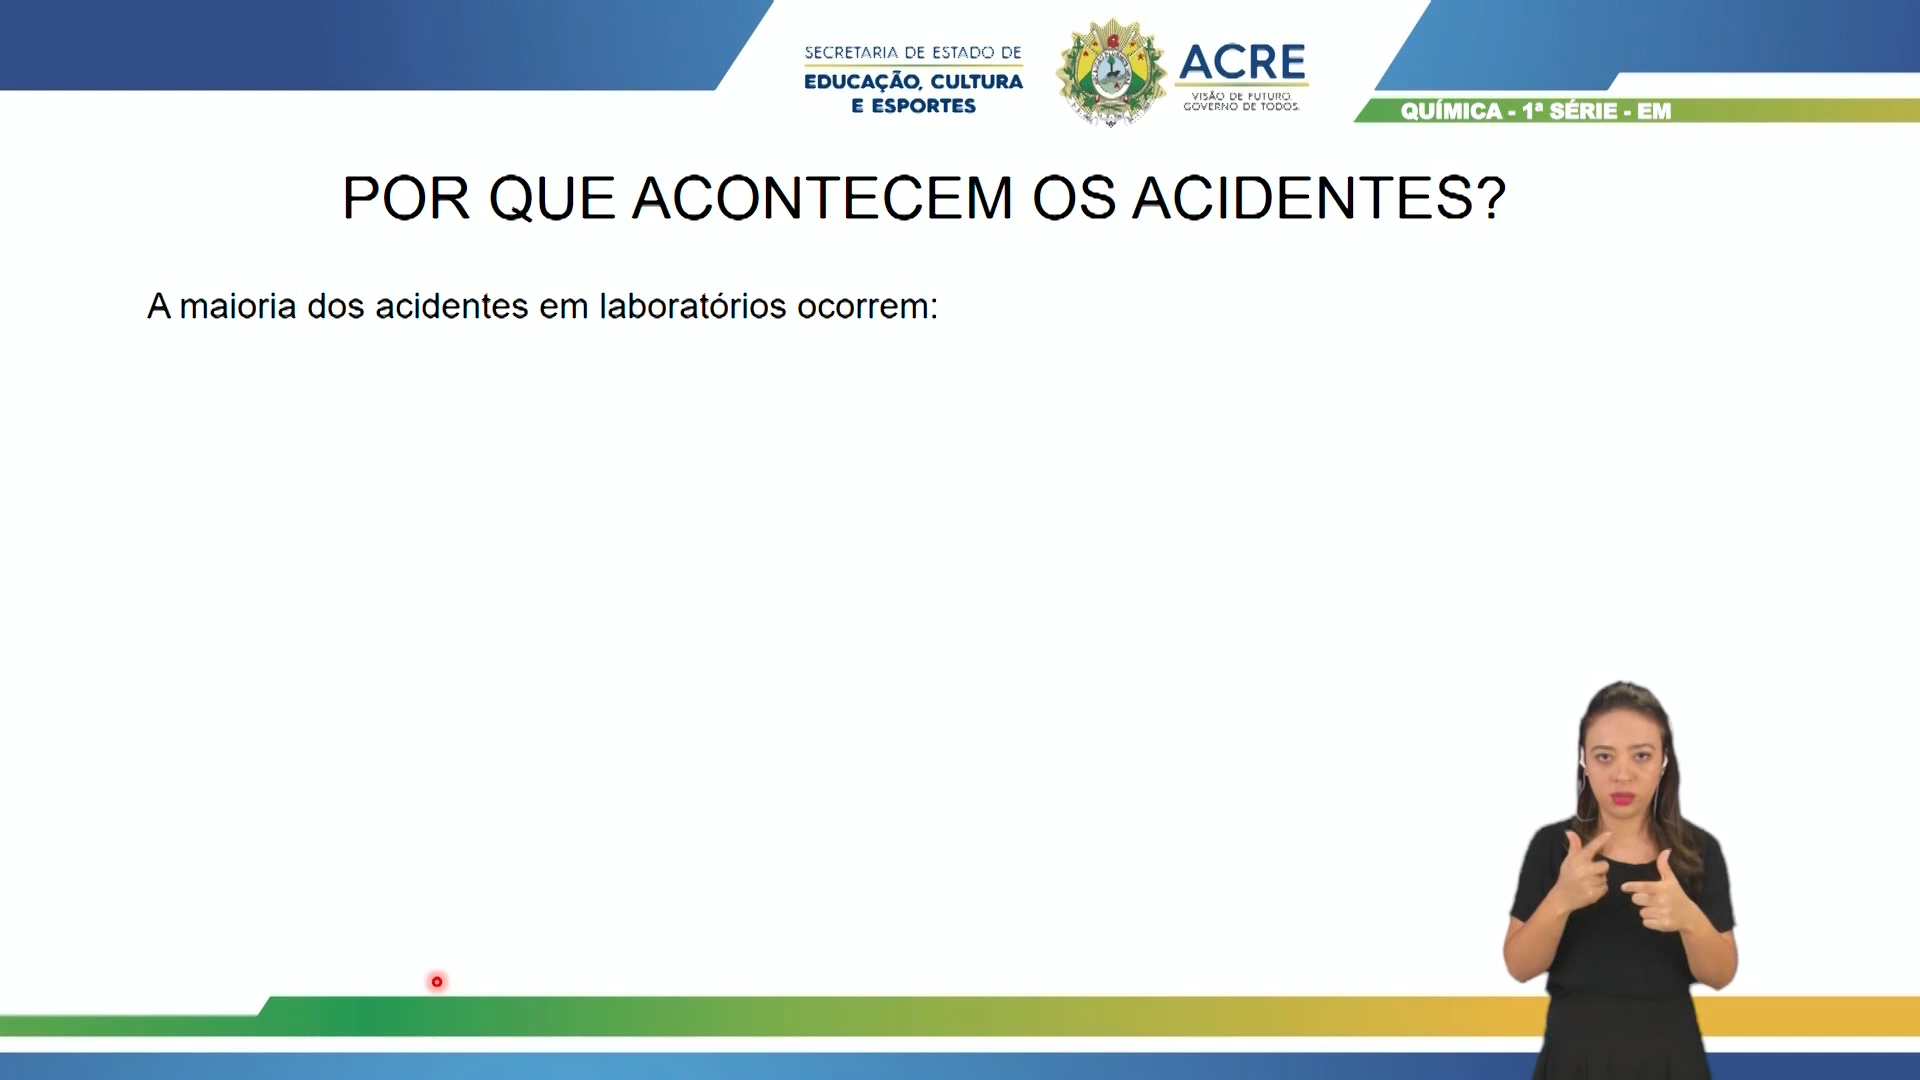 SECRETARIA DE ESTADO DE
EDUCAÇÃO, CULTURA
E ESPORTES
ACRE
VISÃO DE FUTURO.
GOVERNO DE TODOS.
QUÍMICA - 1ª SÉRIE - EM
POR QUE ACONTECEM OS ACIDENTES?
A maioria dos acidentes em laboratórios ocorrem: